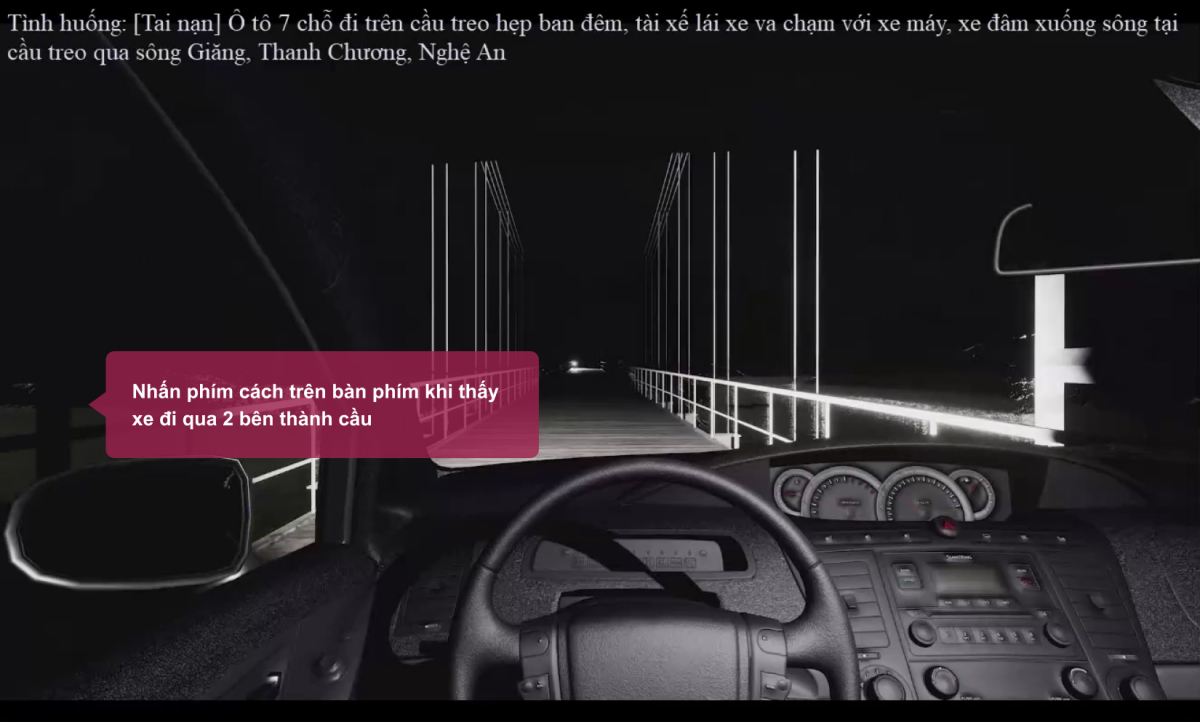 Tình huống: [Tai nạn] Ô tô 7 chỗ đi trên cầu treo hẹp ban đêm, tài xế lái xe va chạm với xe máy, xe đâm xuống sông tại
cầu treo qua sông Giăng, Thanh Chương, Nghệ An
Nhấn phím cách trên bàn phím khi thấy
xe đi qua 2 bên thành cầu